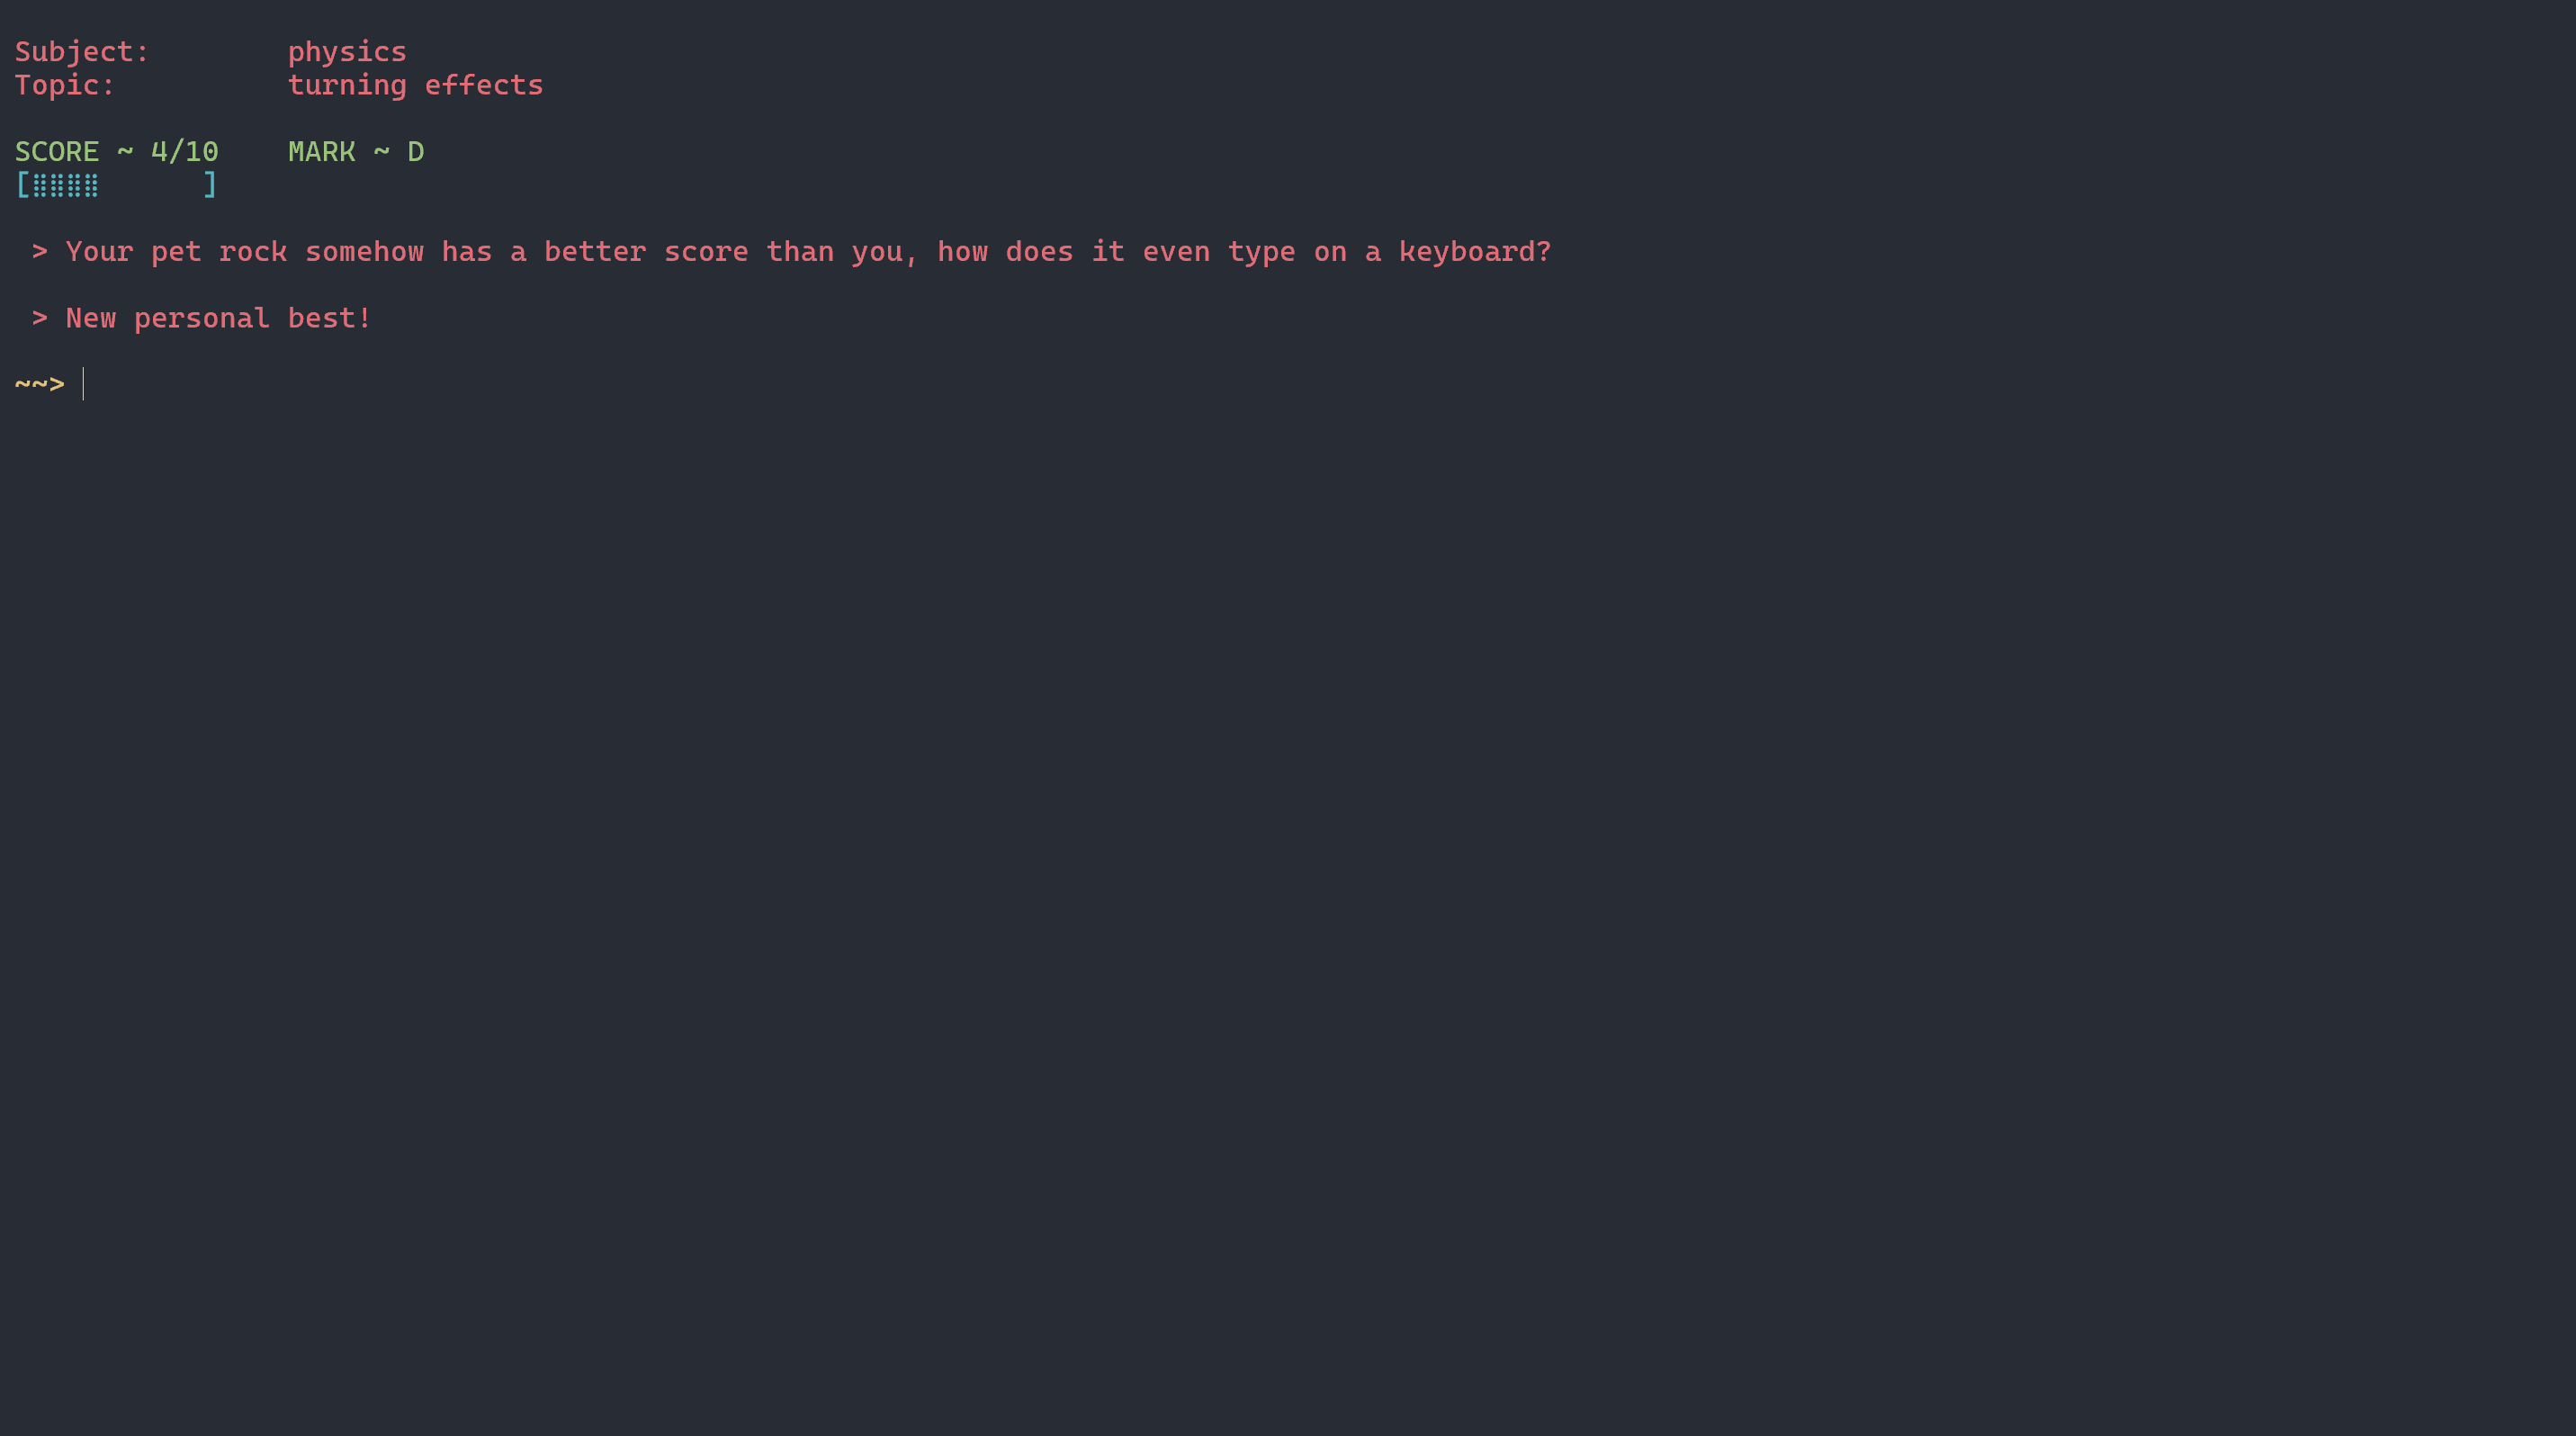 Subject: physics
Topic: turning effects
SCORE ~ 4/10 MARK ~ D
[⣿⣿⣿⣿ ]
> Your pet rock somehow has a better score than you, how does it even type on a keyboard?
> New personal best!
~~>